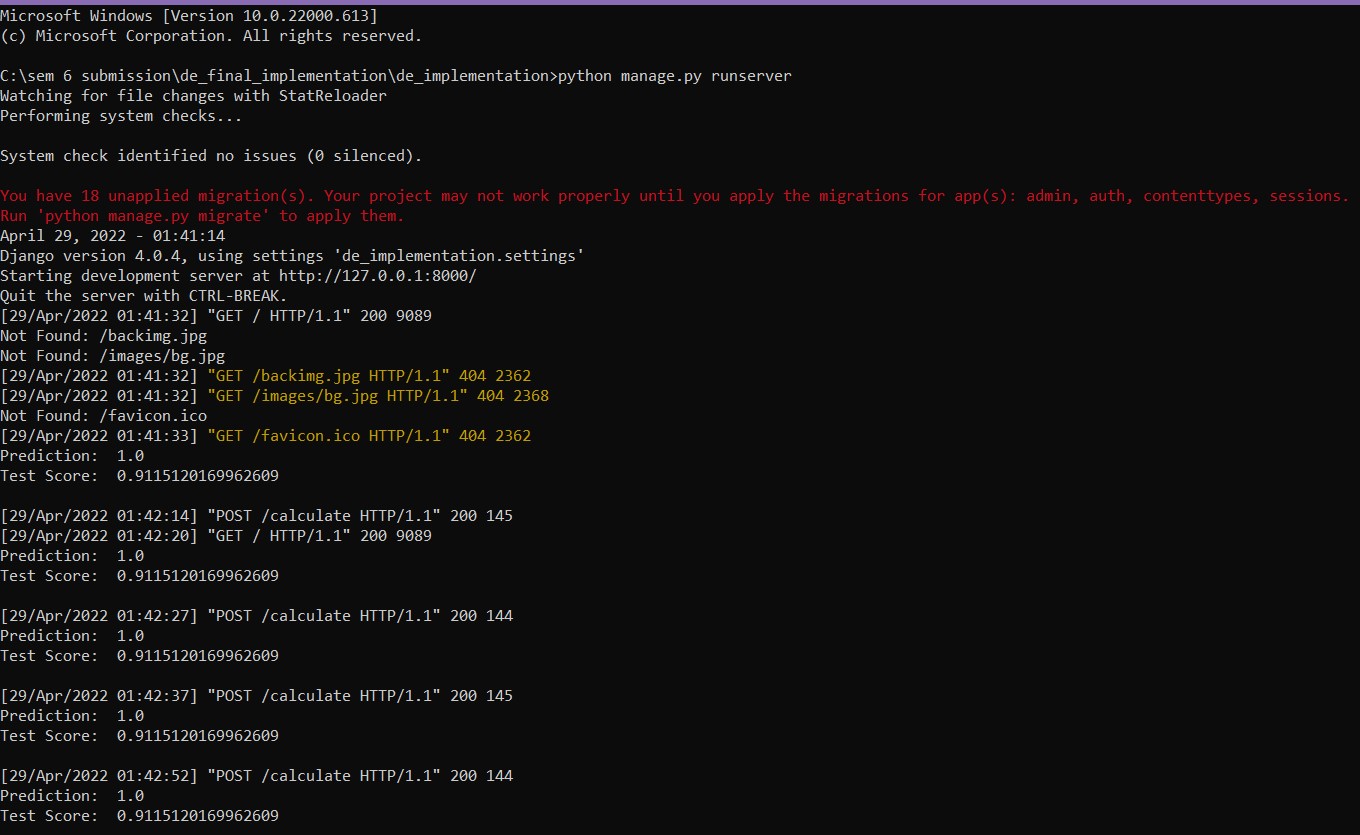 Microsoft Windows [Version 10.0.22000.613]
(c) Microsoft Corporation. All rights reserved.
C:\sem 6 submission\de_final_implementation\de_implementation>python manage.py runserver
Watching for file changes with StatReloader
Performing system checks...
System check identified no issues (0 silenced).
You have 18 unapplied migration(s). Your project may not work properly until you apply the migrations for app(s): admin, auth, contenttypes, sessions.
Run 'python manage.py migrate' to apply them.
April 29, 2022 - 01:41:14
Django version 4.0.4, using settings 'de_implementation.settings'
Starting development server at http://127.0.0.1:8000/
Quit the server with CTRL-BREAK.
[29/Apr/2022 01:41:32] "GET / HTTP/1.1" 200 9089
Not Found: /backimg.jpg
Not Found: /images/bg.jpg
[29/Apr/2022 01:41:32] "GET /backimg.jpg HTTP/1.1" 404 2362
[29/Apr/2022 01:41:32] "GET /images/bg.jpg HTTP/1.1" 404 2368
Not Found: /favicon.ico
[29/Apr/2022 01:41:33] "GET /favicon.ico HTTP/1.1" 404 2362
Prediction:  1.0
Test Score:  0.9115120169962609
[29/Apr/2022 01:42:14] "POST /calculate HTTP/1.1" 200 145
[29/Apr/2022 01:42:20] "GET / HTTP/1.1" 200 9089
Prediction:  1.0
Test Score:  0.9115120169962609
[29/Apr/2022 01:42:27] "POST /calculate HTTP/1.1" 200 144
Prediction:  1.0
Test Score:  0.9115120169962609
[29/Apr/2022 01:42:37] "POST /calculate HTTP/1.1" 200 145
Prediction:  1.0
Test Score:  0.9115120169962609
[29/Apr/2022 01:42:52] "POST /calculate HTTP/1.1" 200 144
Prediction:  1.0
Test Score:  0.9115120169962609